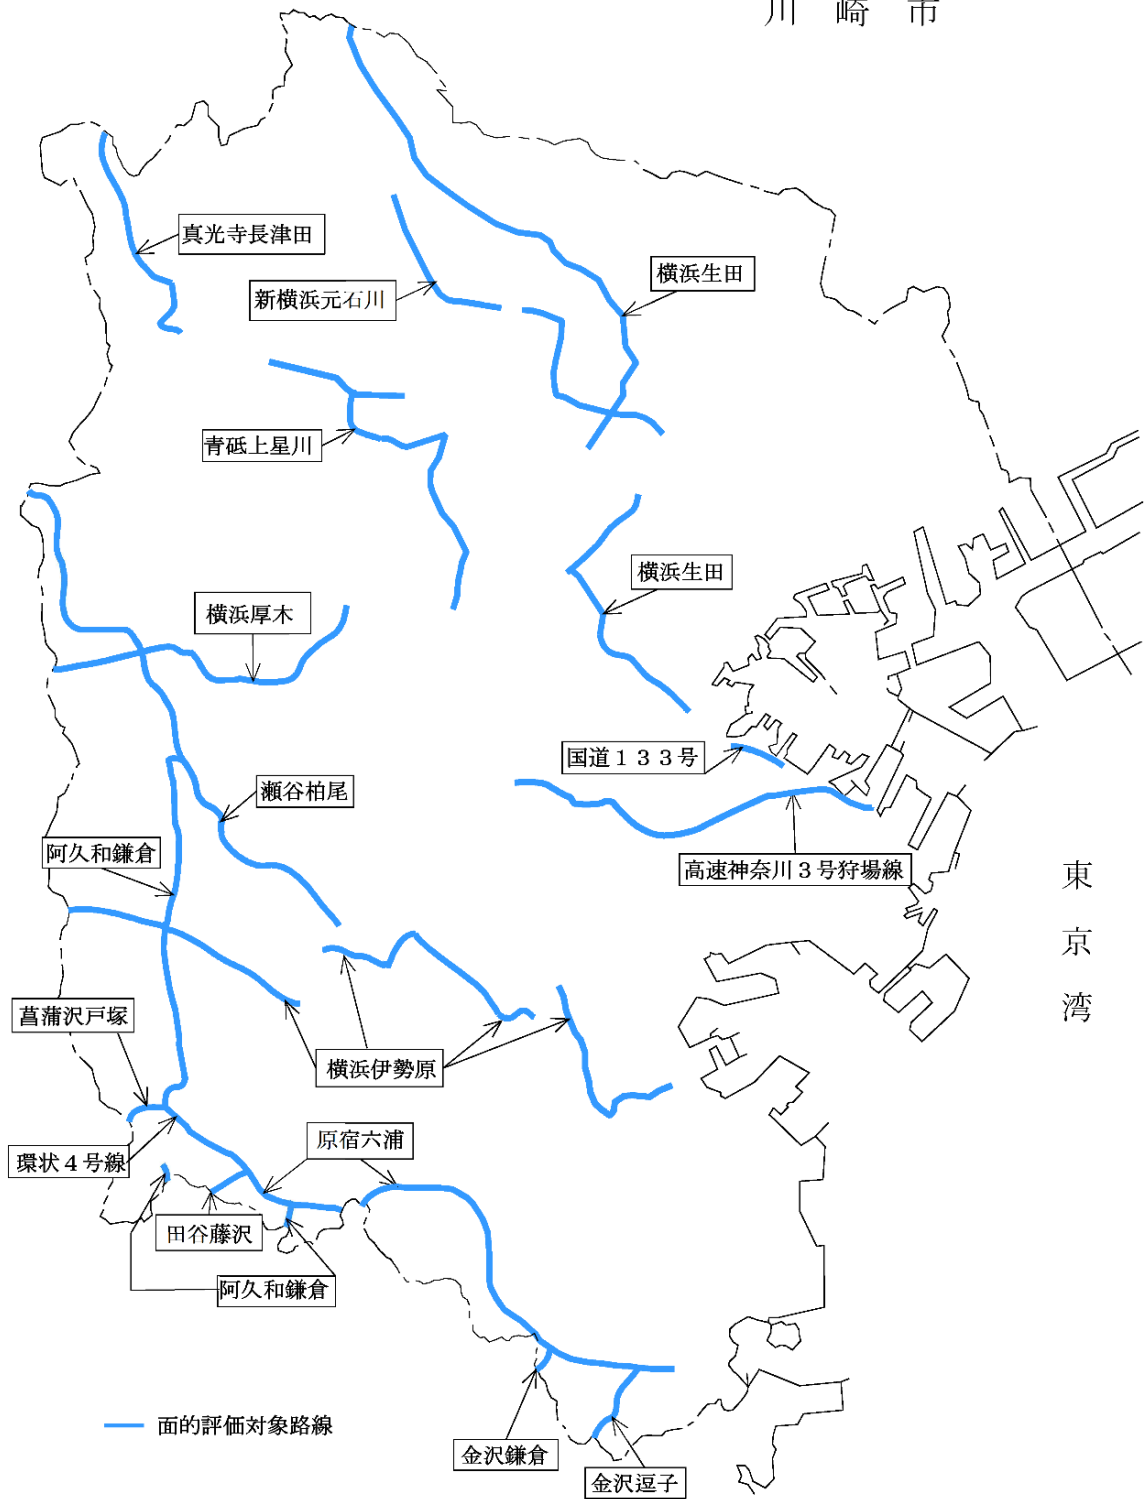 川崎市
真光寺長津田
横浜生田
新横浜元石川
青砥上星川
横浜生田
横浜厚木
国道１３３号
瀬谷柏尾
阿久和鎌倉
高速神奈川３号狩場線
東京湾
菖蒲沢戸塚
横浜伊勢原
原宿六浦
環状４号線
田谷藤沢
阿久和鎌倉
面的評価対象路線
金沢鎌倉
金沢逗子